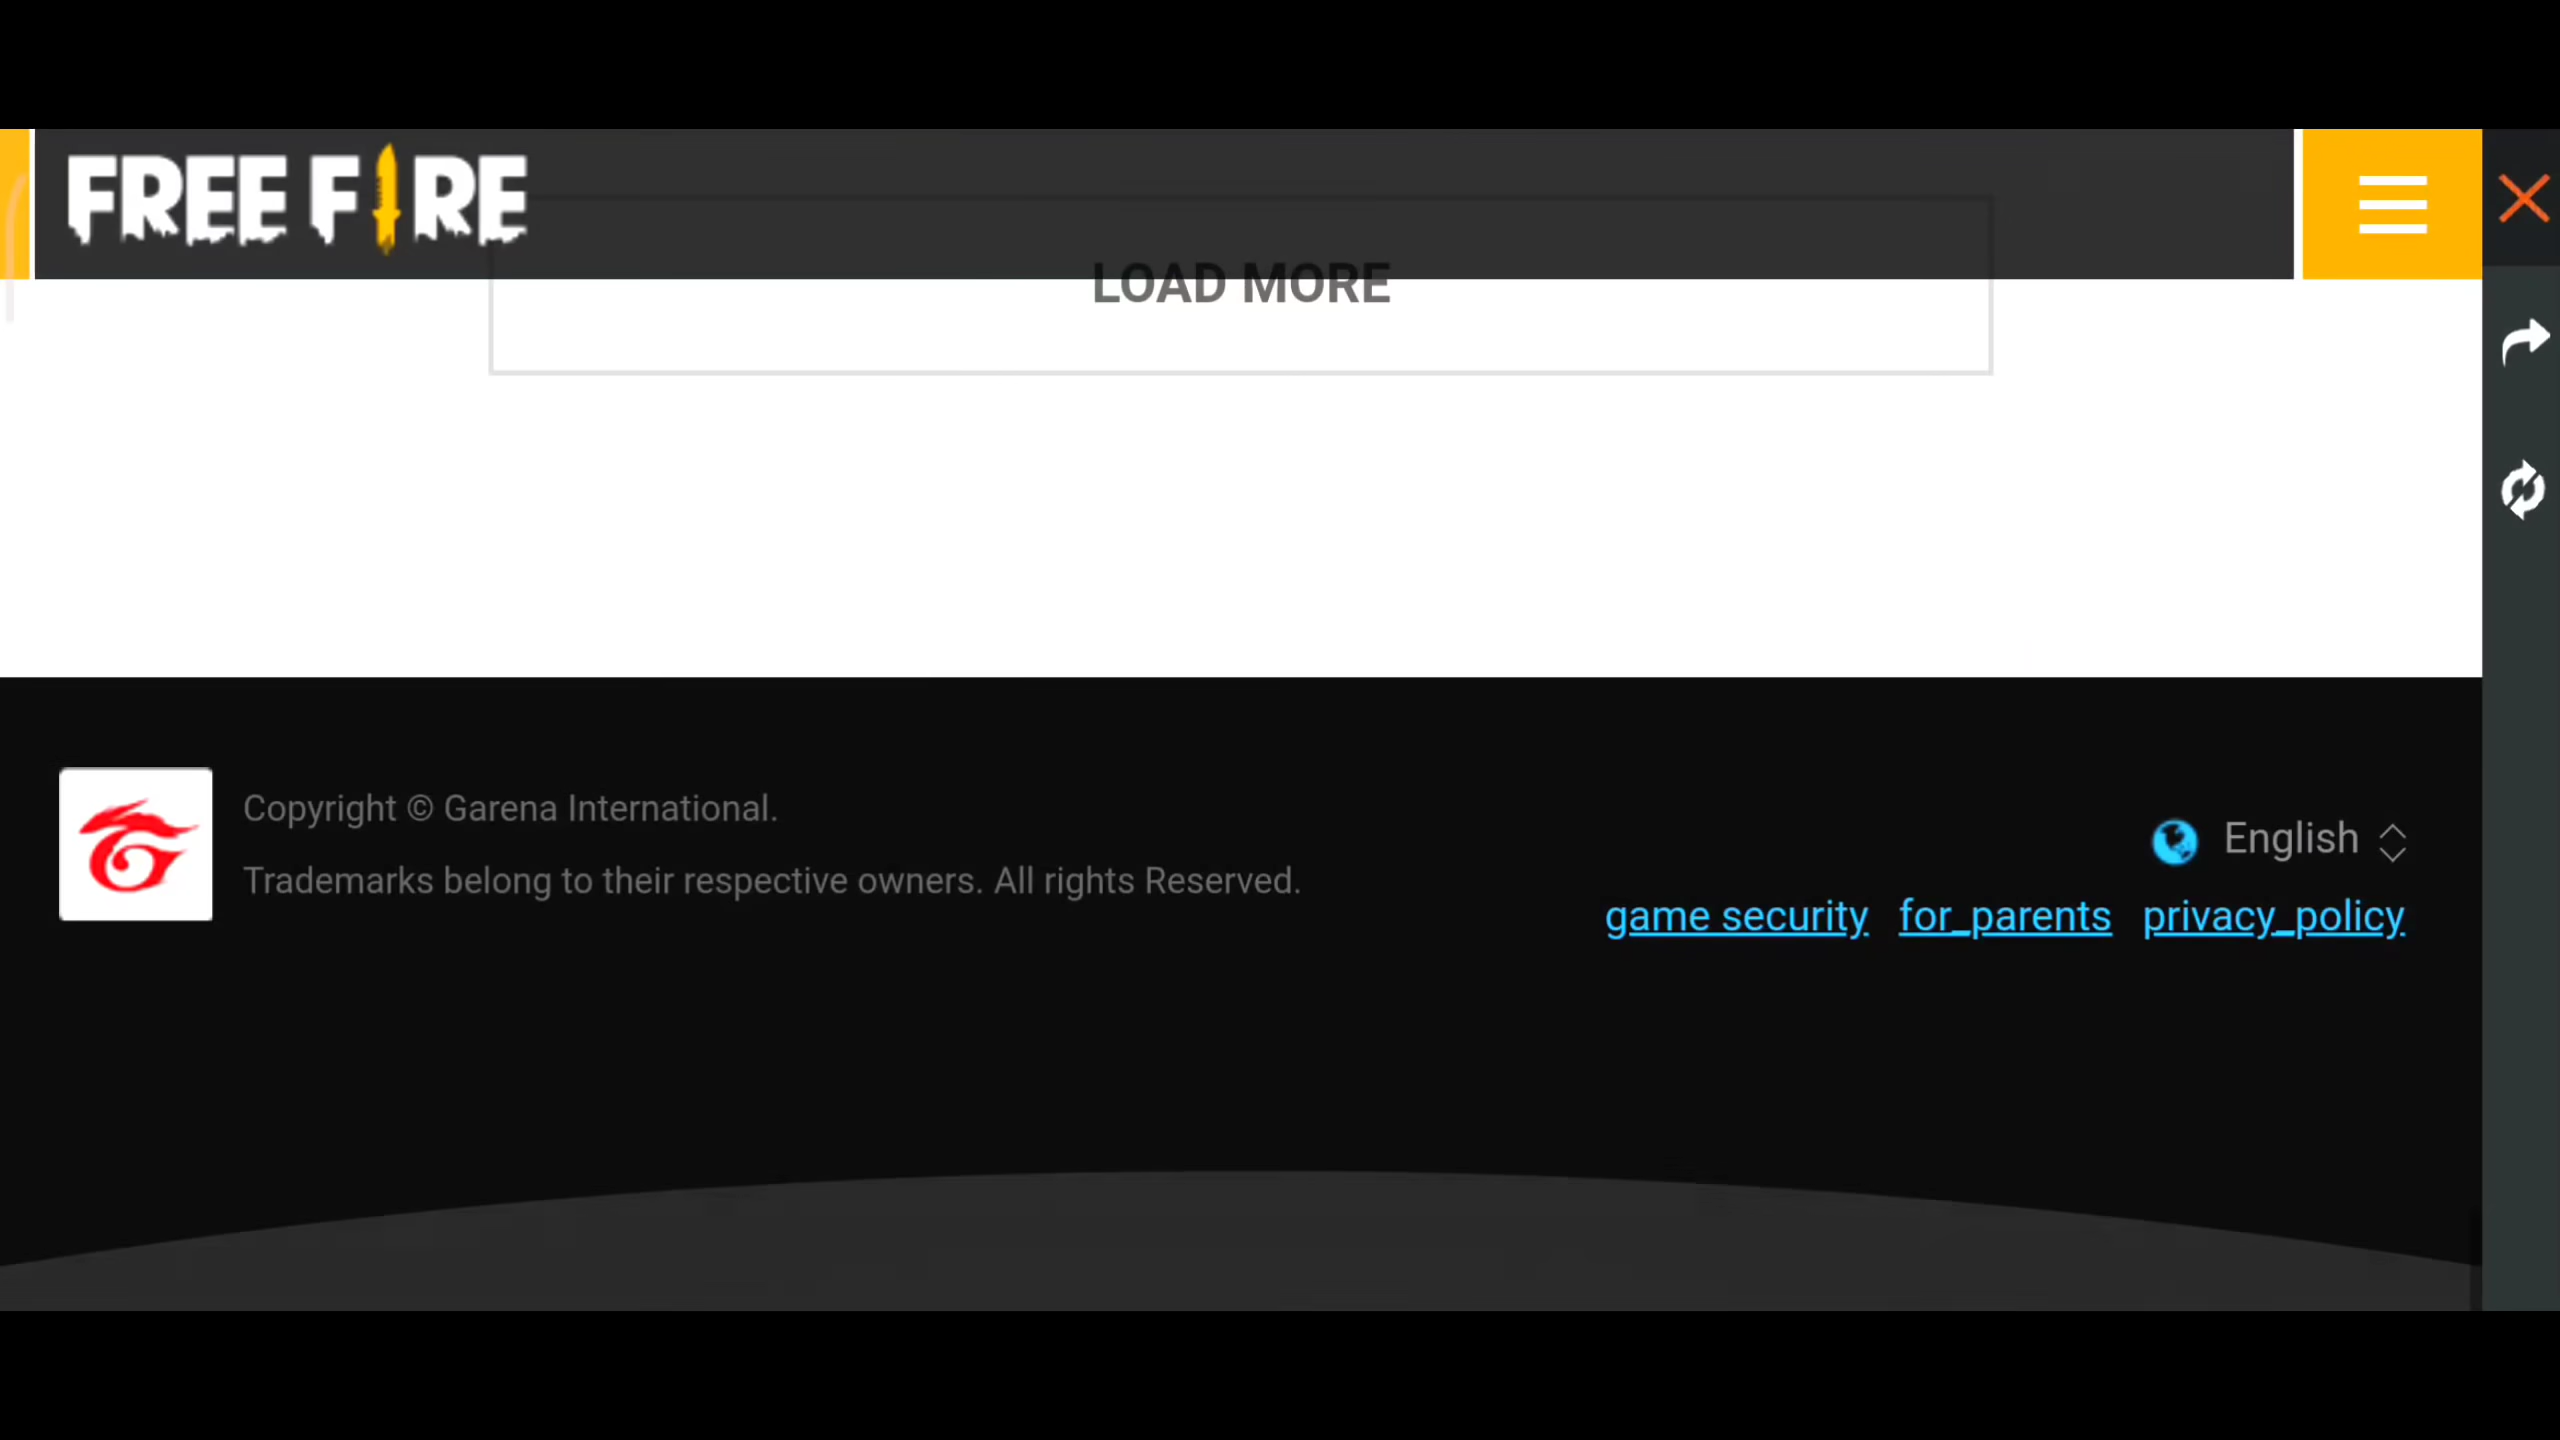 FREE FIRE
LOAD MORE
Copyright © Garena International.
Trademarks belong to their respective owners. All rights Reserved.
English
game security for_parents privacy_policy